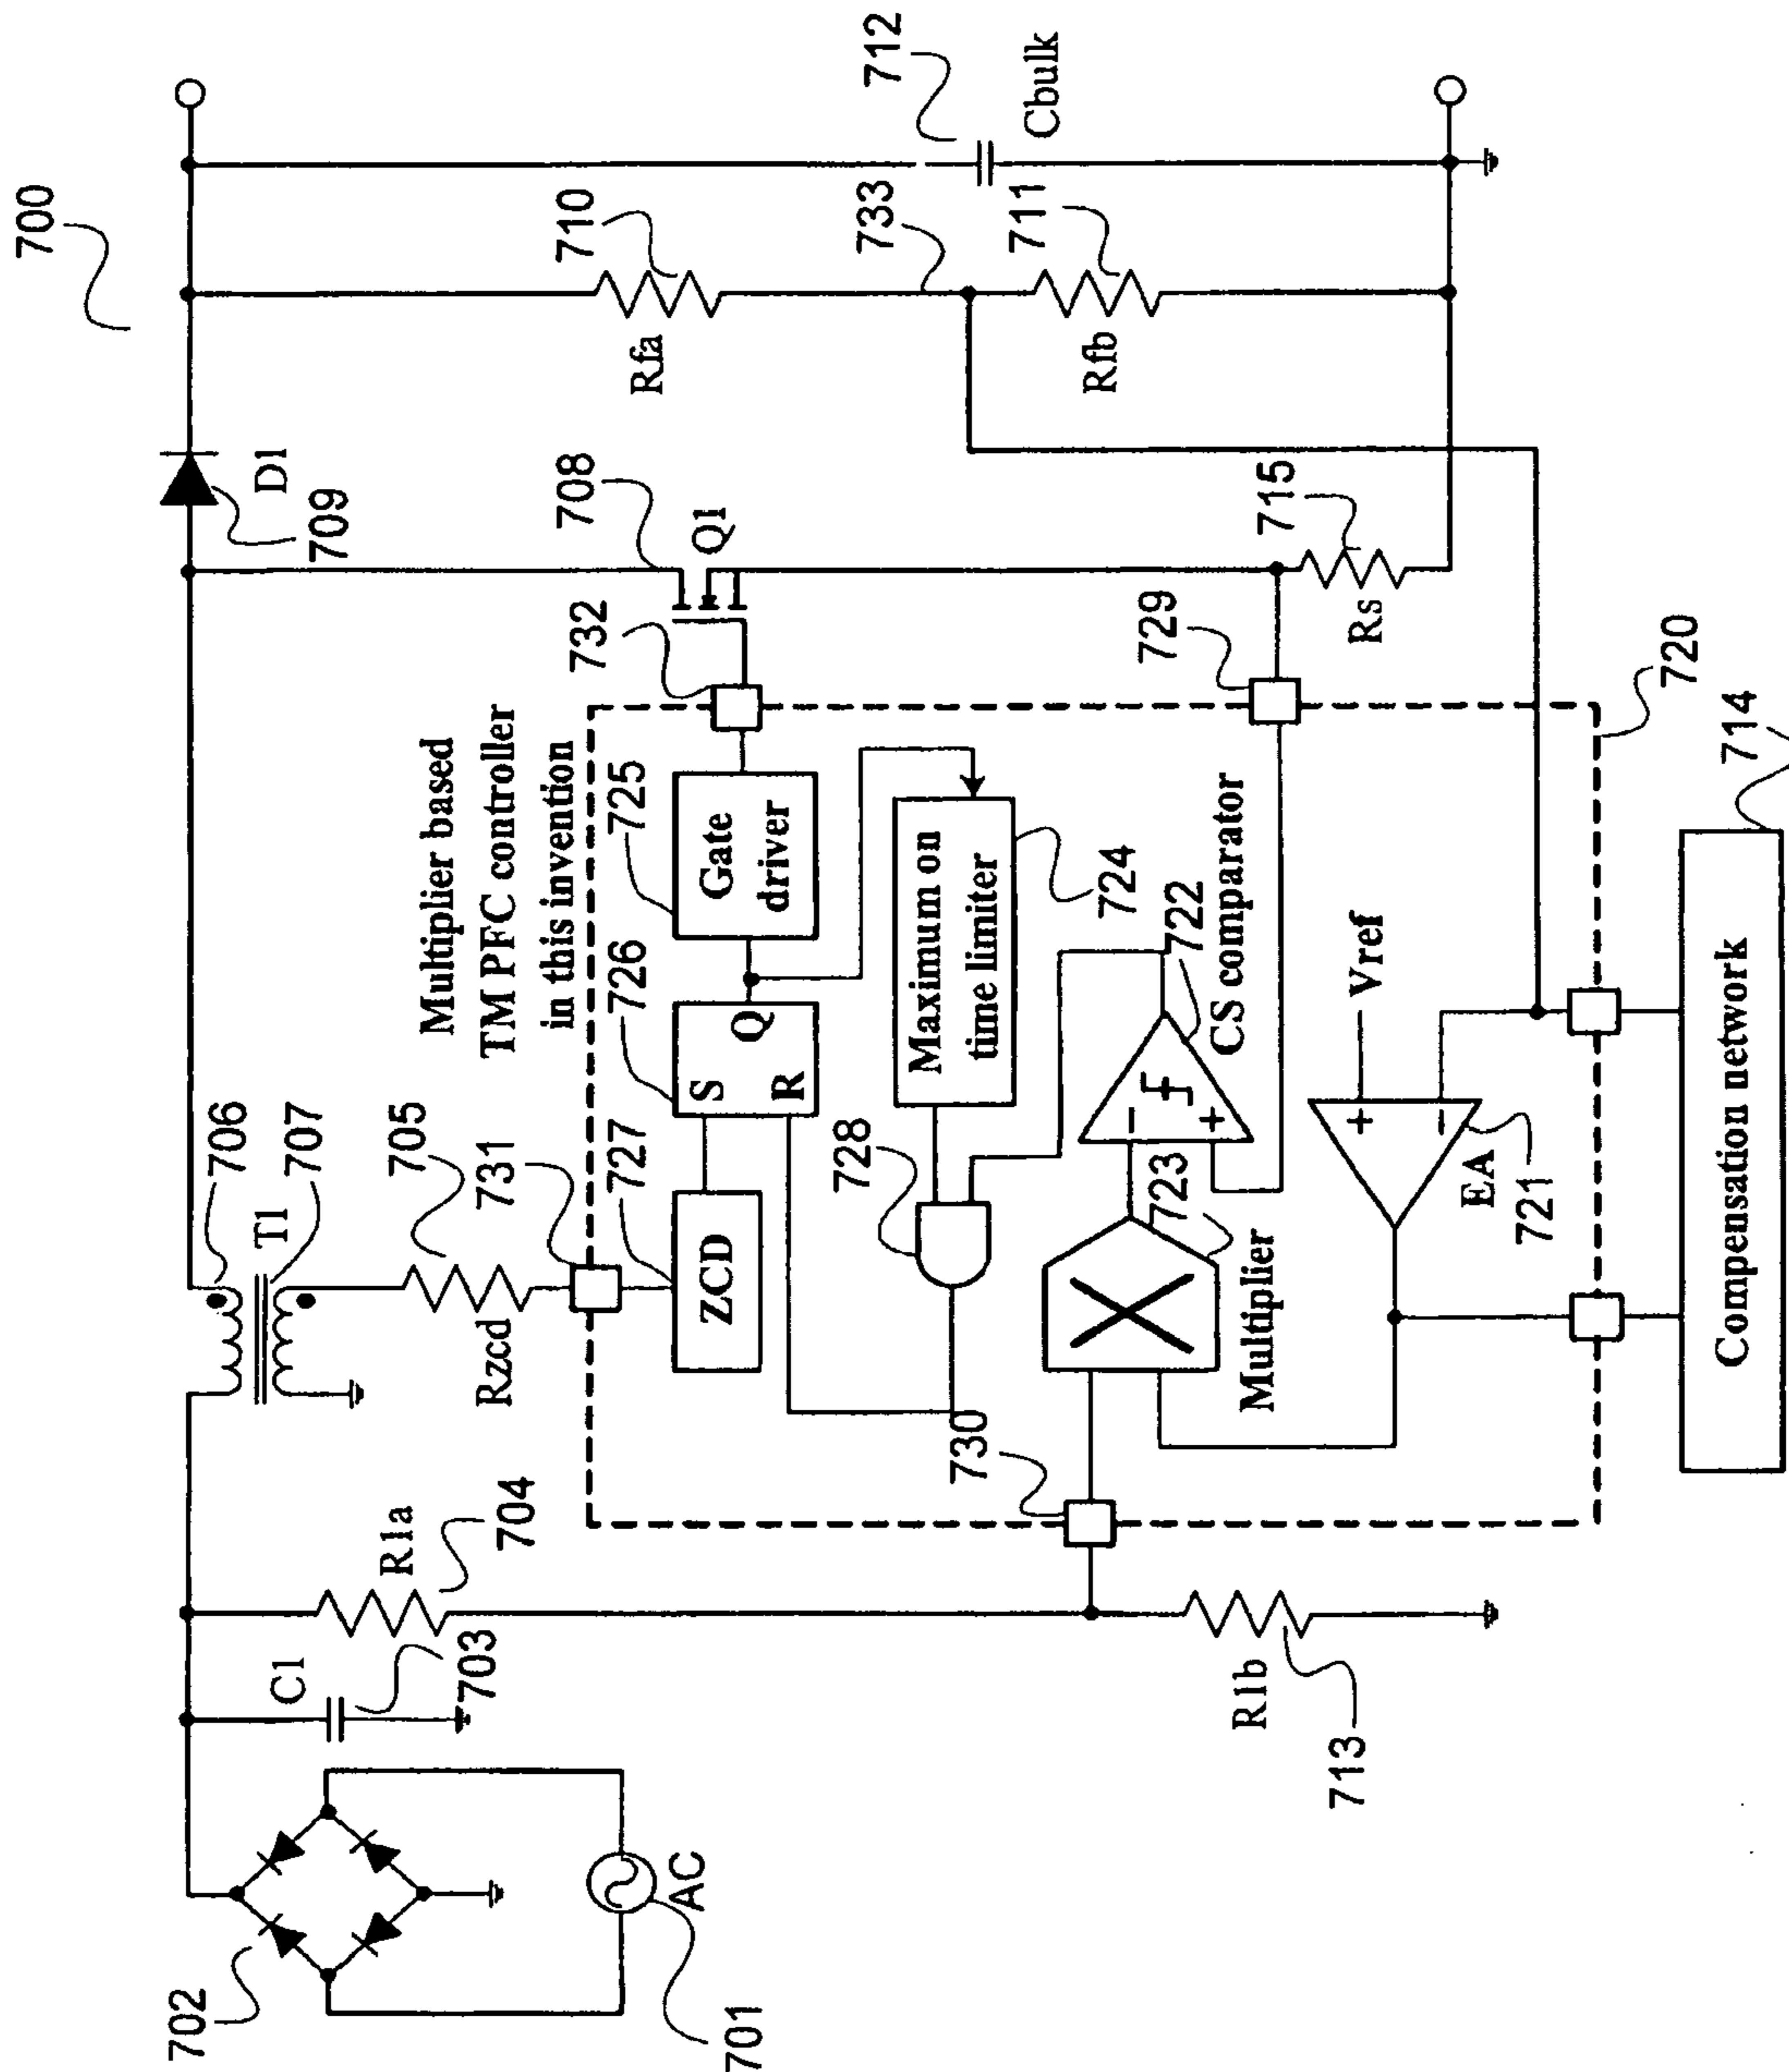 700
702
701
AC
C1
703
R1a
704
R1b
713
706
T1
707
705
Rzcd
731
709
D1
708
Q1
732
Rfa
710
733
Rfb
711
712
Cbulk
715
Rs
729
Multiplier based
TM PFC controller
in this invention
727
ZCD
726
S
Q
R
725
Gate
driver
728
Maximum on
time limiter
724
730
Multiplier
723
722
CS comparator
−
+
Vref
+
−
EA
721
720
714
Compensation network